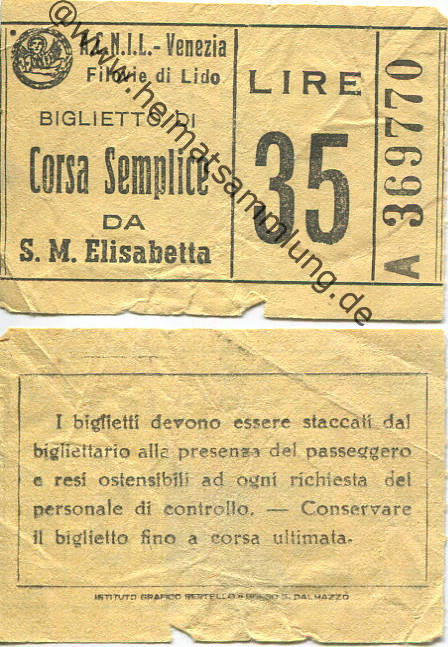 A.C.N.I.L. - Venezia
Filovie di Lido
BIGLIETTO DI
Corsa Semplice
DA
S. M. Elisabetta
LIRE
35
A 369770
@www.heimatsammlung.de
I biglietti devono essere staccati dal
bigliettario alla presenza del passeggero
e resi ostensibili ad ogni richiesta del
personale di controllo. — Conservare
il biglietto fino a corsa ultimata.
ISTITUTO GRAFICO BERTELLO BORGO S. DALMAZZO